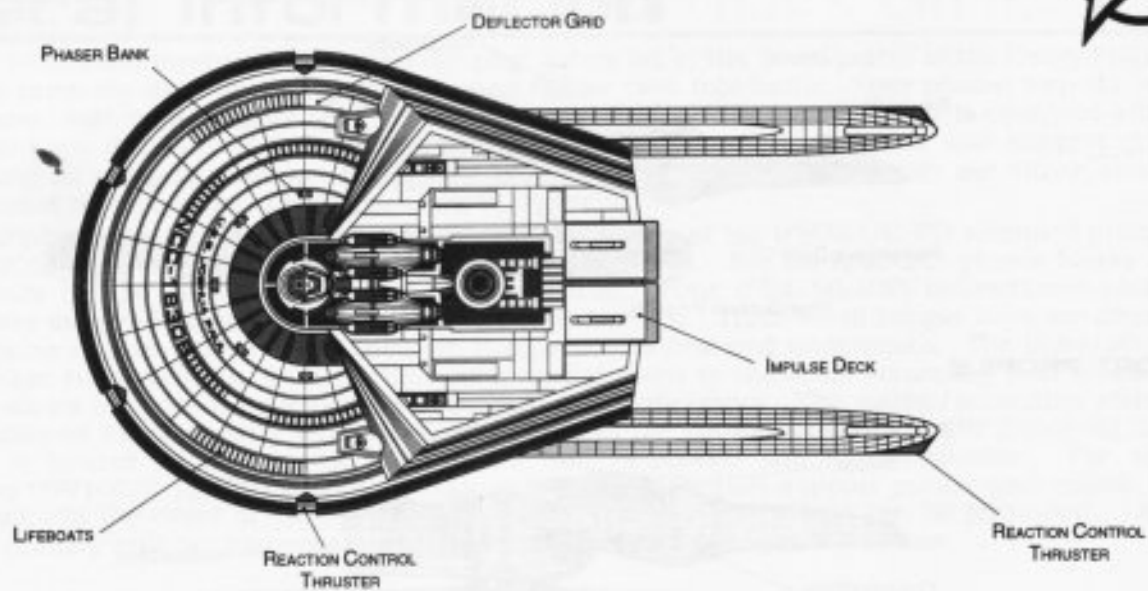 DEFLECTOR GRID
PHASER BANK
IMPULSE DECK
LIFEBOATS
REACTION CONTROL
THRUSTER
REACTION CONTROL
THRUSTER